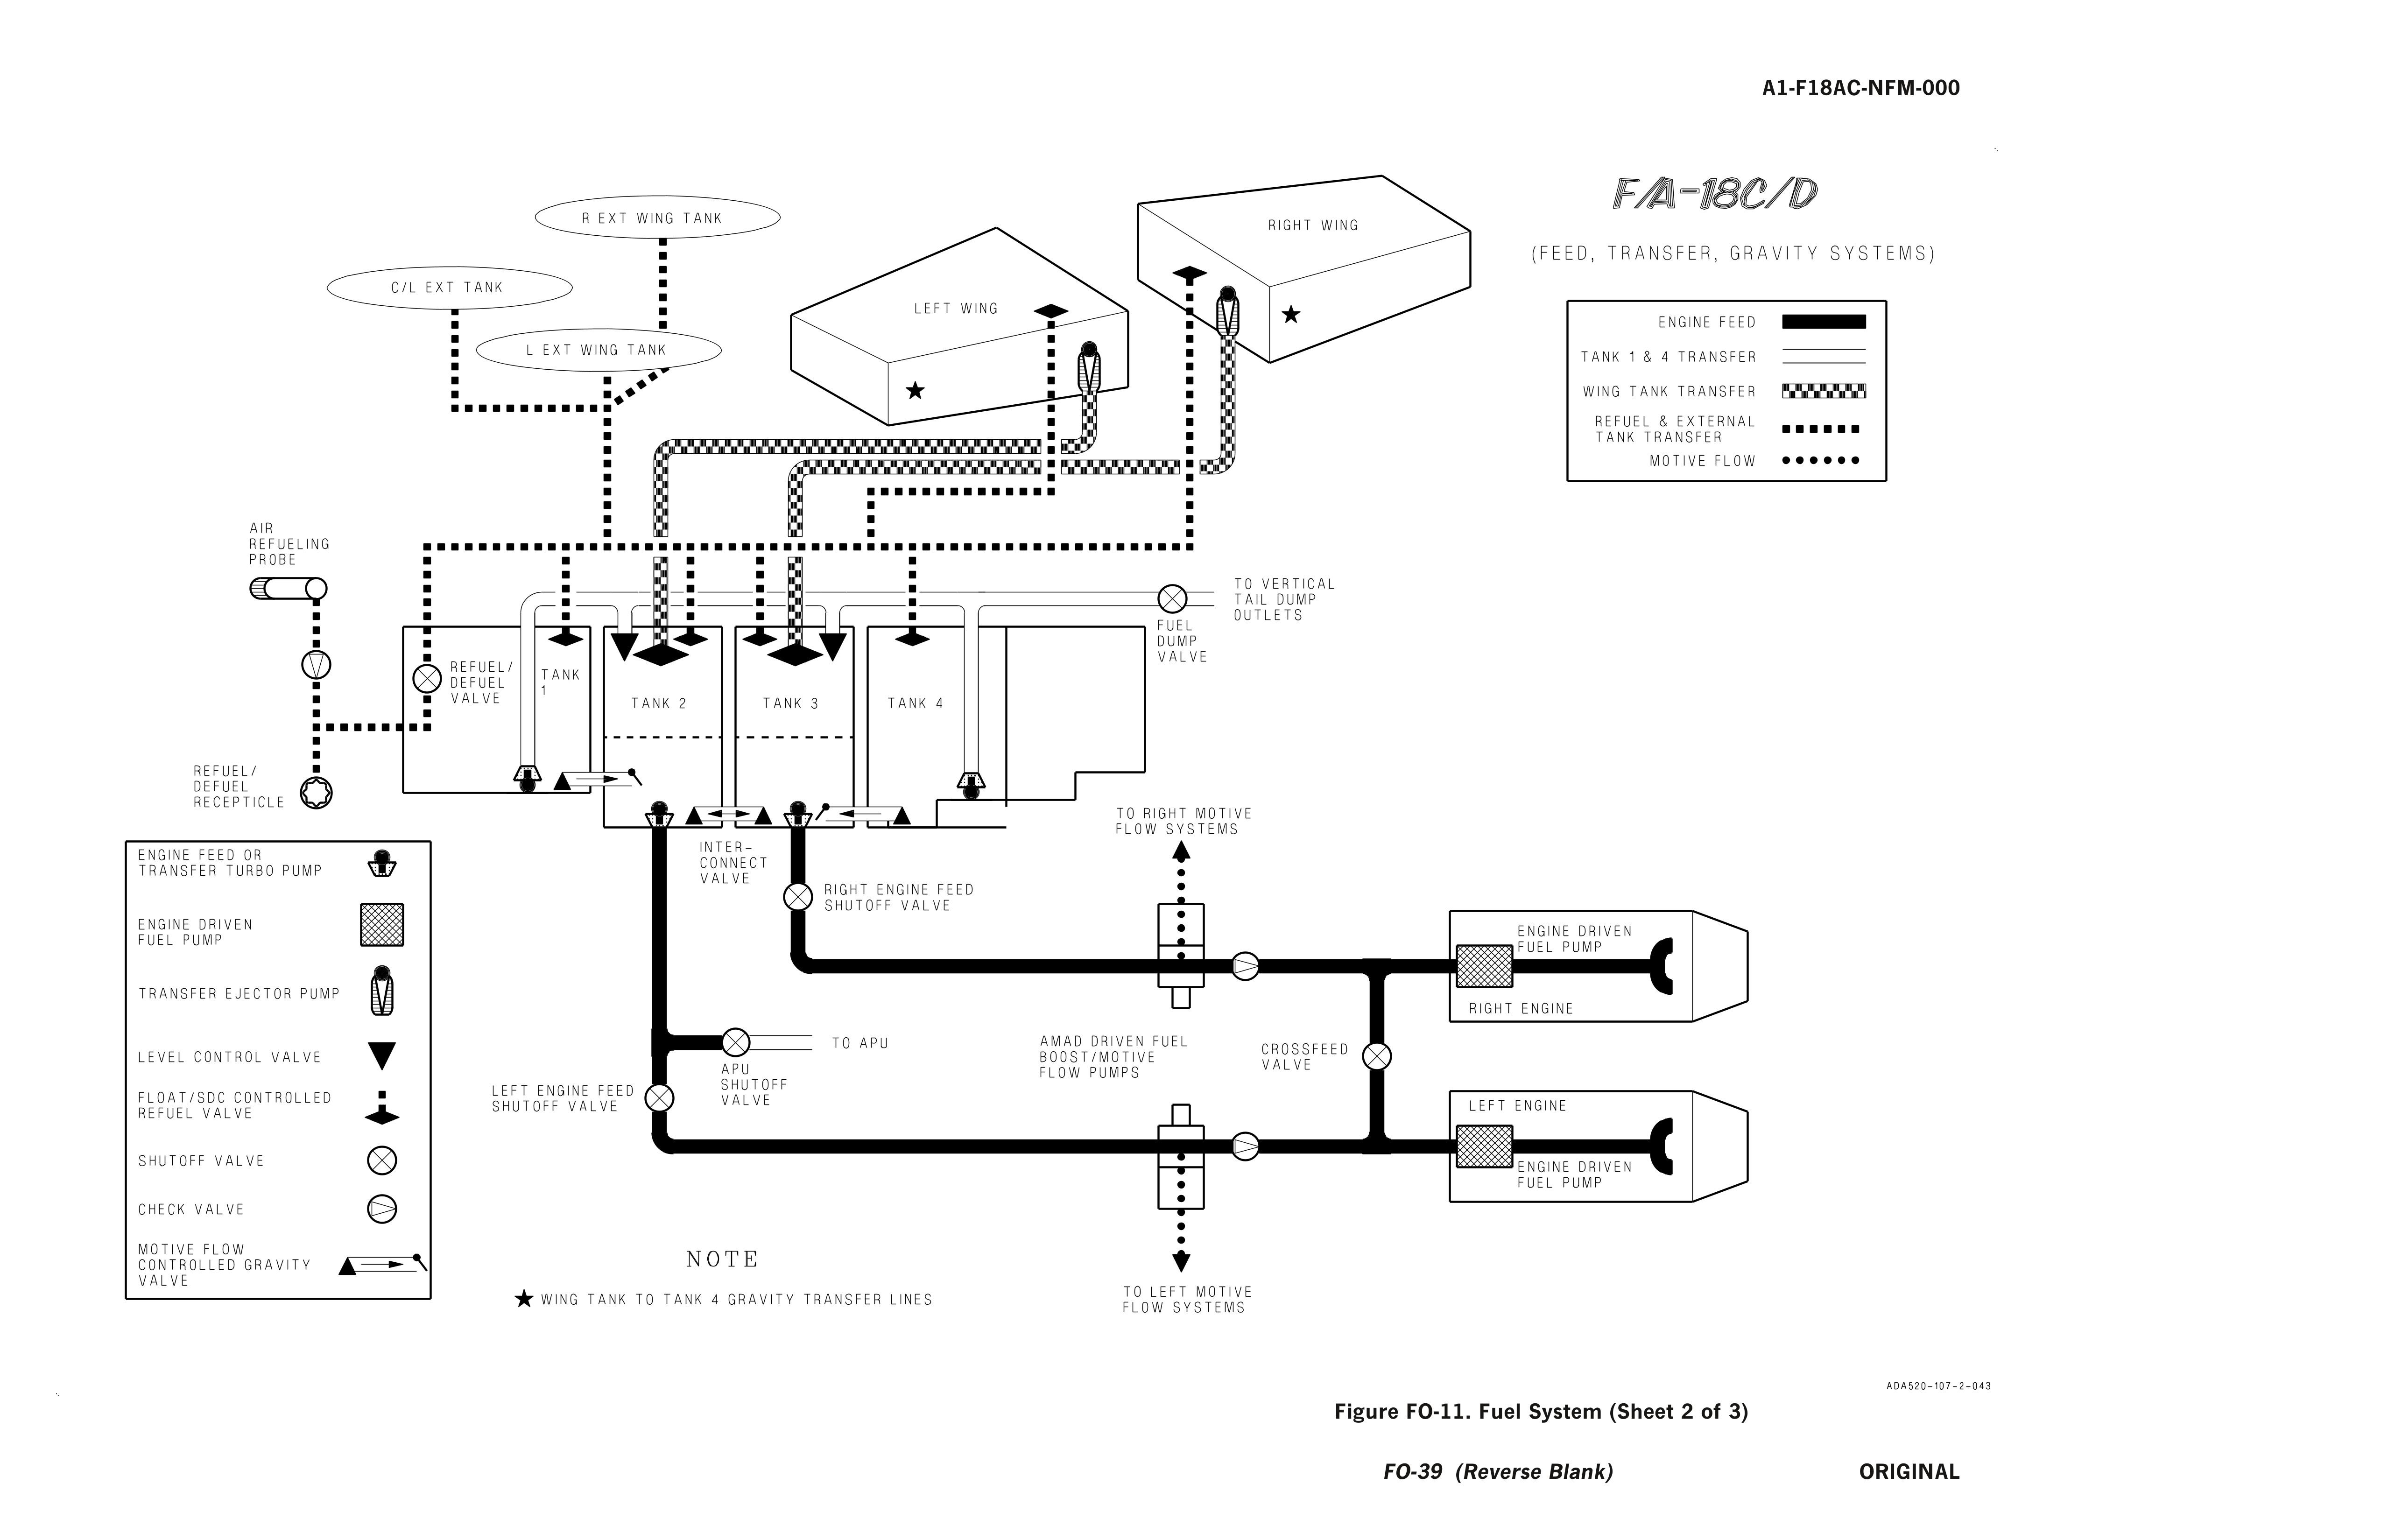 A1-F18AC-NFM-000
F/A-18C/D
(FEED, TRANSFER, GRAVITY SYSTEMS)
ENGINE FEED
TANK 1 & 4 TRANSFER
WING TANK TRANSFER
REFUEL & EXTERNAL
TANK TRANSFER
MOTIVE FLOW
R EXT WING TANK
C/L EXT TANK
L EXT WING TANK
LEFT WING
RIGHT WING
AIR
REFUELING
PROBE
TO VERTICAL
TAIL DUMP
OUTLETS
FUEL
DUMP
VALVE
REFUEL/
DEFUEL
VALVE
TANK
1
TANK 2
TANK 3
TANK 4
REFUEL/
DEFUEL
RECEPTICLE
INTER-
CONNECT
VALVE
RIGHT ENGINE FEED
SHUTOFF VALVE
TO RIGHT MOTIVE
FLOW SYSTEMS
ENGINE DRIVEN
FUEL PUMP
RIGHT ENGINE
TO APU
APU
SHUTOFF
VALVE
LEFT ENGINE FEED
SHUTOFF VALVE
AMAD DRIVEN FUEL
BOOST/MOTIVE
FLOW PUMPS
CROSSFEED
VALVE
LEFT ENGINE
ENGINE DRIVEN
FUEL PUMP
TO LEFT MOTIVE
FLOW SYSTEMS
ENGINE FEED OR
TRANSFER TURBO PUMP
ENGINE DRIVEN
FUEL PUMP
TRANSFER EJECTOR PUMP
LEVEL CONTROL VALVE
FLOAT/SDC CONTROLLED
REFUEL VALVE
SHUTOFF VALVE
CHECK VALVE
MOTIVE FLOW
CONTROLLED GRAVITY
VALVE
NOTE
★ WING TANK TO TANK 4 GRAVITY TRANSFER LINES
ADA520-107-2-043
Figure FO-11. Fuel System (Sheet 2 of 3)
FO-39 (Reverse Blank)
ORIGINAL